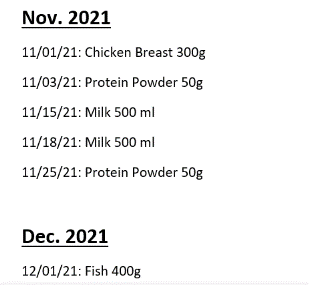 Nov. 2021
11/01/21: Chicken Breast 300g
11/03/21: Protein Powder 50g
11/15/21: Milk 500 ml
11/18/21: Milk 500 ml
11/25/21: Protein Powder 50g
Dec. 2021
12/01/21: Fish 400g